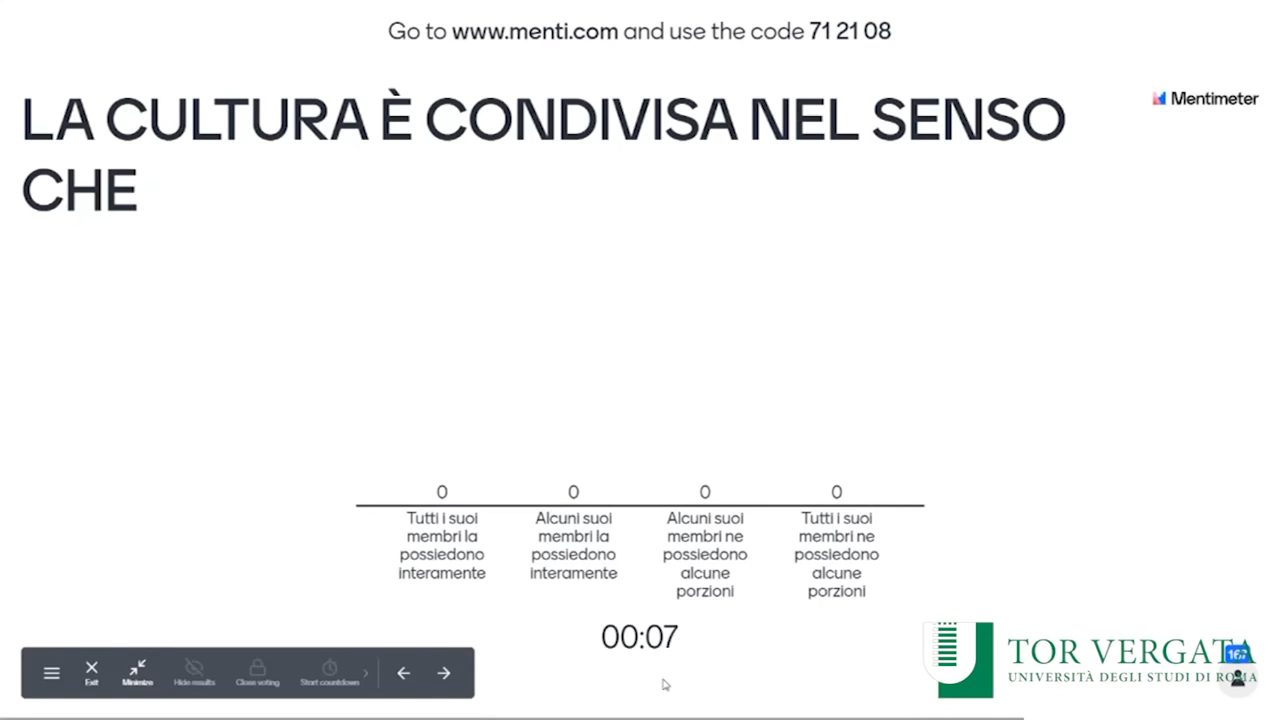 Go to www.menti.com and use the code 71 21 08
Mentimeter
LA CULTURA È CONDIVISA NEL SENSO
CHE
0
0
0
0
Tutti i suoi
membri la
possiedono
interamente
Alcuni suoi
membri la
possiedono
interamente
Alcuni suoi
membri ne
possiedono
alcune
porzioni
Tutti i suoi
membri ne
possiedono
alcune
porzioni
00:07
Exit
Minimize
Hide results
Close voting
Start countdown
TOR VERGATA
UNIVERSITÀ DEGLI STUDI DI ROMA